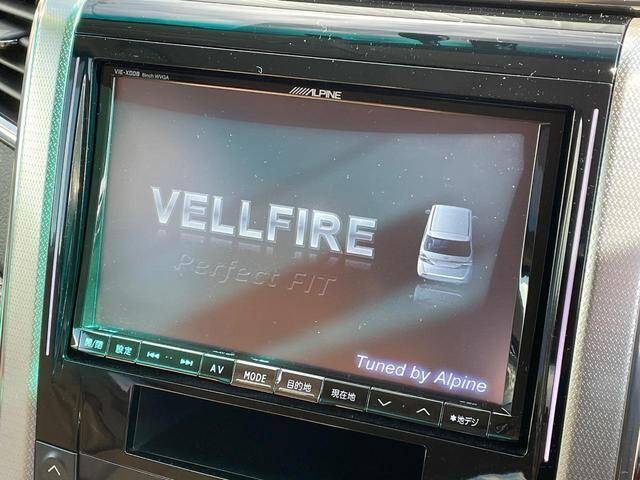 VIE-X008 8inch WVGA
ALPINE
VELLFIRE
Perfect FIT
Tuned by Alpine
開/閉 設定 AV MODE 目的地 現在地 *地デジ